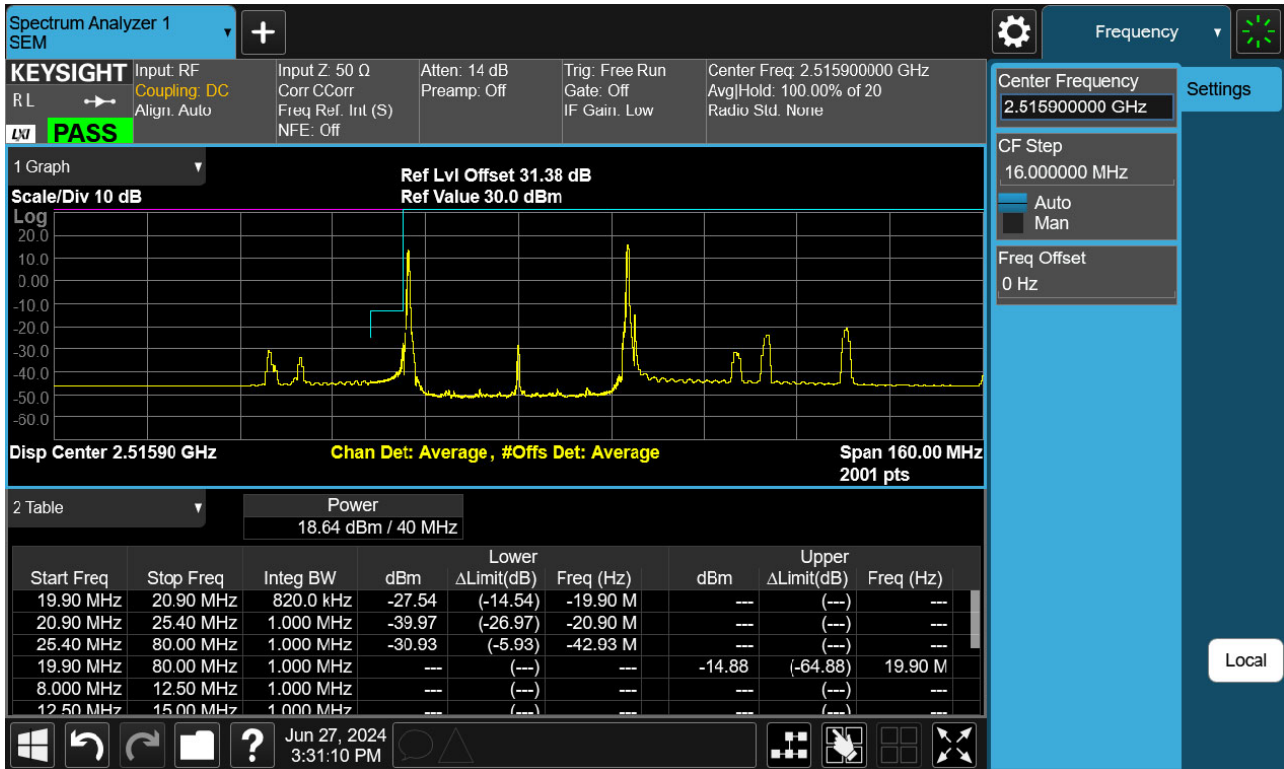 Spectrum Analyzer 1
SEM
+
Frequency
KEYSIGHT
RL
LXI
PASS
Input: RF
Coupling: DC
Align: Auto
Input Z: 50 Ω
Corr CCorr
Freq Ref: Int (S)
NFE: Off
Atten: 14 dB
Preamp: Off
Trig: Free Run
Gate: Off
IF Gain: Low
Center Freq: 2.515900000 GHz
Avg|Hold: 100.00% of 20
Radio Std: None
Center Frequency
2.515900000 GHz
Settings
CF Step
16.000000 MHz
Auto
Man
Freq Offset
0 Hz
Local
1 Graph
Scale/Div 10 dB
Ref Lvl Offset 31.38 dB
Ref Value 30.0 dBm
Log
20.0
10.0
0.00
-10.0
-20.0
-30.0
-40.0
-50.0
-60.0
Disp Center 2.51590 GHz
Chan Det: Average , #Offs Det: Average
Span 160.00 MHz
2001 pts
2 Table
Power
18.64 dBm / 40 MHz
Lower Upper
Start Freq Stop Freq Integ BW dBm ΔLimit(dB) Freq (Hz) dBm ΔLimit(dB) Freq (Hz)
19.90 MHz 20.90 MHz 820.0 kHz -27.54 (-14.54) -19.90 M --- (---) ---
20.90 MHz 25.40 MHz 1.000 MHz -39.97 (-26.97) -20.90 M --- (---) ---
25.40 MHz 80.00 MHz 1.000 MHz -30.93 (-5.93) -42.93 M --- (---) ---
19.90 MHz 80.00 MHz 1.000 MHz --- (---) --- -14.88 (-64.88) 19.90 M
8.000 MHz 12.50 MHz 1.000 MHz --- (---) --- --- (---) ---
12.50 MHz 15.00 MHz 1.000 MHz --- (---) --- --- (---) ---
?
Jun 27, 2024
3:31:10 PM